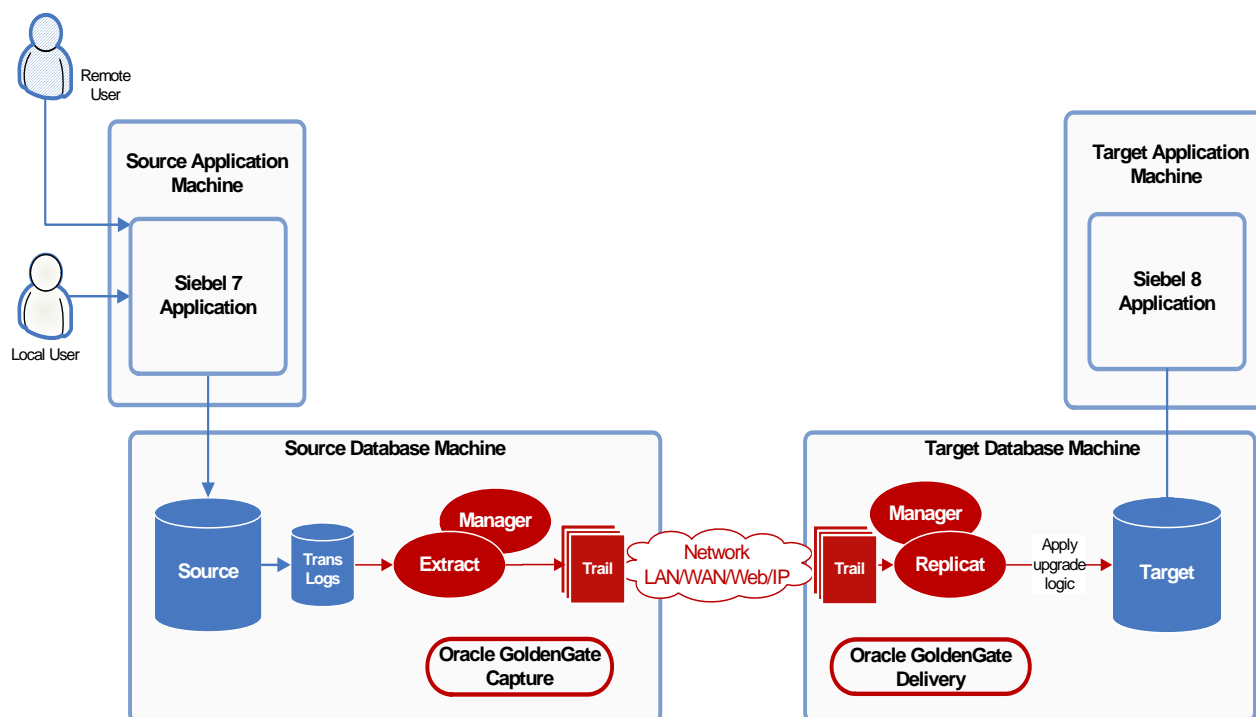 Remote
User
Source Application
Machine
Siebel 7
Application
Local User
Target Application
Machine
Siebel 8
Application
Source Database Machine
Source
Trans
Logs
Manager
Extract
Trail
Network
LAN/WAN/Web/IP
Oracle GoldenGate
Capture
Target Database Machine
Trail
Manager
Replicat
Apply
upgrade
logic
Target
Oracle GoldenGate
Delivery